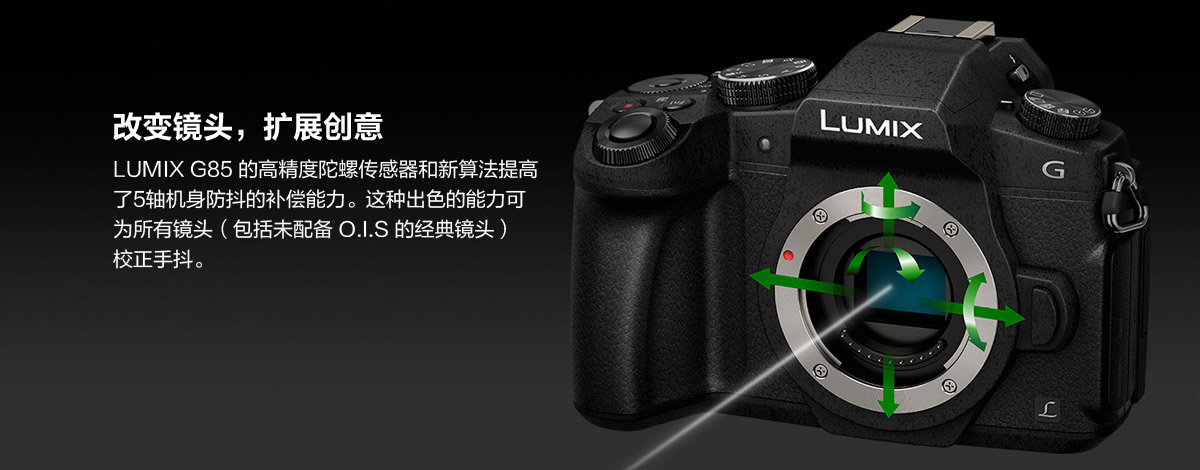 改变镜头，扩展创意
LUMIX G85 的高精度陀螺传感器和新算法提高
了5轴机身防抖的补偿能力。这种出色的能力可
为所有镜头（包括未配备 O.I.S 的经典镜头）
校正手抖。
LUMIX
G
L